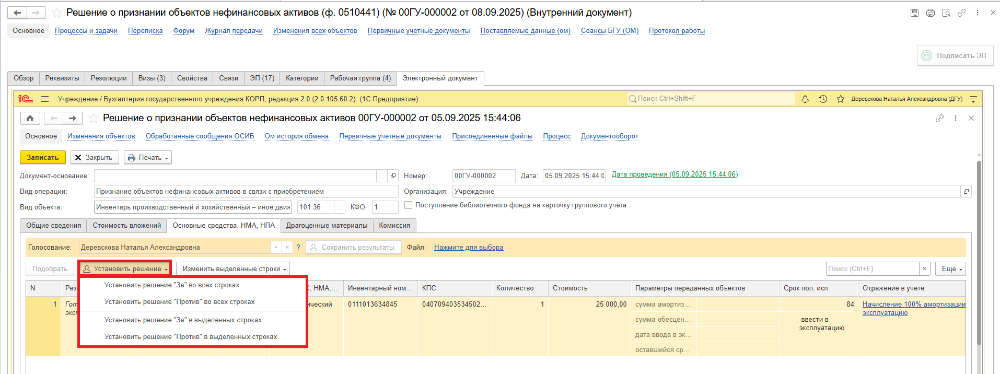 Решение о признании объектов нефинансовых активов (ф. 0510441) (№ 00ГУ-000002 от 08.09.2025) (Внутренний документ)
Основное Процессы и задачи Переписка Форум Журнал передачи Изменения всех объектов Первичные учетные документы Поставляемые данные (ом) Сеансы БГУ (ОМ) Протокол работы
Подписать ЭП
Обзор Реквизиты Резолюции Визы (3) Свойства Связи ЭП (17) Категории Рабочая группа (4) Электронный документ
1С Учреждение / Бухгалтерия государственного учреждения КОРП, редакция 2.0 (2.0.105.60.2) (1С:Предприятие) Поиск Ctrl+Shift+F Деревскова Наталья Александровна (ДГУ)
Решение о признании объектов нефинансовых активов 00ГУ-000002 от 05.09.2025 15:44:06
Основное Изменения объектов Обработанные сообщения ОСИБ Ом история обмена Первичные учетные документы Присоединенные файлы Процесс Документооборот
Записать Закрыть Печать
Документ-основание: ... Номер: 00ГУ-000002 Дата: 05.09.2025 15:44:0 Дата проведения (05.09.2025 15:44:06)
Вид операции: Признание объектов нефинансовых активов в связи с приобретением Организация: Учреждение
Вид объекта: Инвентарь производственный и хозяйственный – иное движ 101.36 ... КФО: 1 Поступление библиотечного фонда на карточку группового учета
Общие сведения Стоимость вложений Основные средства, НМА, НПА Драгоценные материалы Комиссия
Голосование: Деревскова Наталья Александровна × ? Сохранить результаты Файл: Нажмите для выбора
Подобрать Установить решение Изменить выделенные строки Поиск (Ctrl+F) × Еще
Установить решение "За" во всех строках
Установить решение "Против" во всех строках
Установить решение "За" в выделенных строках
Установить решение "Против" в выделенных строках
N Рез С, НМА,... Инвентарный ном... КПС Количество Стоимость Параметры переданных объектов Срок пол. исп. Отражение в учете
1 Гот ический 0111013634845 040709403534502... 1 25 000,00 сумма амортиз... 84 Начисление 100% амортизации
экспл эксплуатацию
сумма обесцен... ввести в
эксплуатацию
дата ввода в эк...
оставшийся ср...